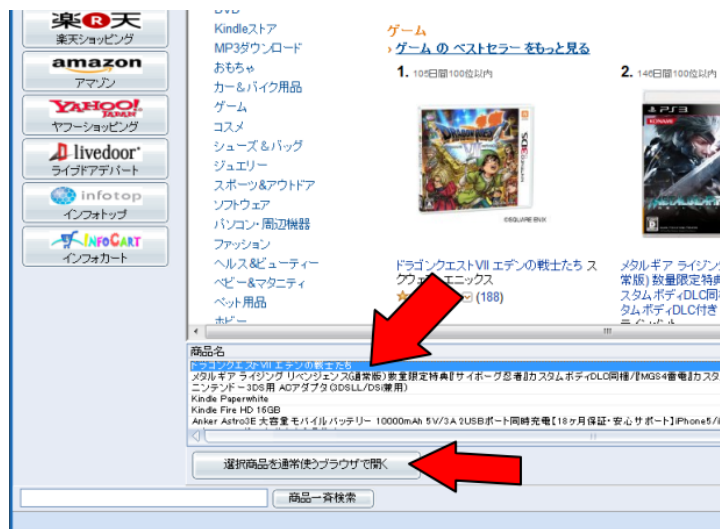 楽R天
楽天ショッピング
amazon
アマゾン
YAHOO!
JAPAN
ヤフーショッピング
livedoor
ライブドアデパート
infotop
インフォトップ
INFOCART
インフォカート
DVD
Kindleストア
MP3ダウンロード
おもちゃ
カー&バイク用品
ゲーム
コスメ
シューズ&バッグ
ジュエリー
スポーツ&アウトドア
ソフトウェア
パソコン・周辺機器
ファッション
ヘルス&ビューティー
ベビー&マタニティ
ペット用品
ホビー
ゲーム
›ゲーム の ベストセラー をもっと見る
1. 105日間100位以内
DRAGON QUEST
VII
3DS
©SQUARE ENIX
ドラゴンクエストVII エデンの戦士たち ス
クウェア・エニックス
(188)
2. 146日間100位以内
PS3
KONAMI
メタルギア ライジン
常版) 数量限定特典
スタムボディDLC同
タムボディDLC付き
商品名
ドラゴンクエストVII エデンの戦士たち
メタルギア ライジング リベンジェンス(通常版) 数量限定特典『サイボーグ忍者』カスタムボディDLC同梱/『MGS4雷電』カスタ
ニンテンドー3DS用 ACアダプタ(3DSLL/DSi兼用)
Kindle Paperwhite
Kindle Fire HD 16GB
Anker Astro3E 大容量モバイルバッテリー 10000mAh 5V/3A 2USBポート同時充電【18ヶ月保証・安心サポート】iPhone5/
選択商品を通常使うブラウザで開く
商品一斉検索